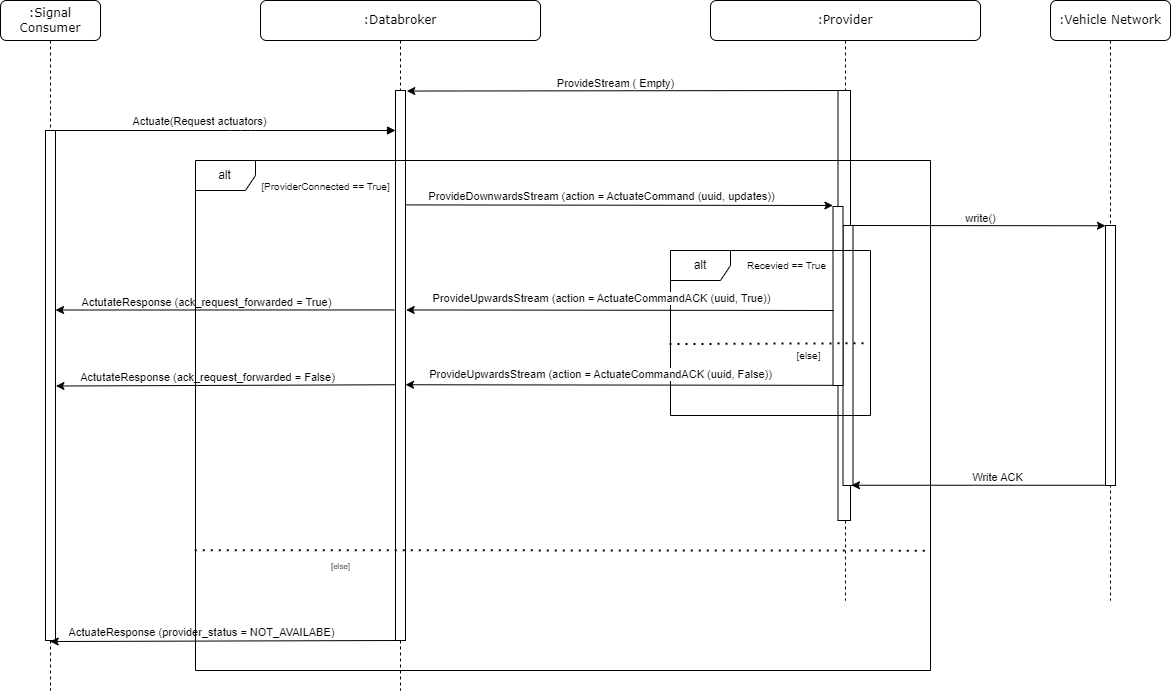 :Signal
Consumer
:Databroker
:Provider
:Vehicle Network
ProvideStream ( Empty)
Actuate(Request actuators)
alt
[ProviderConnected == True]
ProvideDownwardsStream (action = ActuateCommand (uuid, updates))
write()
alt
Recevied == True
ActutateResponse (ack_request_forwarded = True)
ProvideUpwardsStream (action = ActuateCommandACK (uuid, True))
[else]
ActutateResponse (ack_request_forwarded = False)
ProvideUpwardsStream (action = ActuateCommandACK (uuid, False))
Write ACK
[else]
ActuateResponse (provider_status = NOT_AVAILABE)